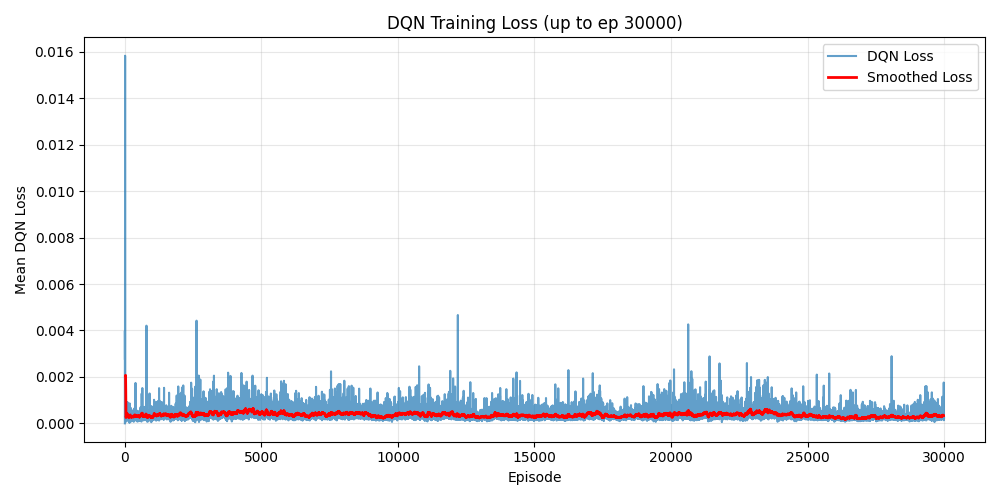 DQN Training Loss (up to ep 30000)
DQN Loss
Smoothed Loss
Mean DQN Loss
0.016
0.014
0.012
0.010
0.008
0.006
0.004
0.002
0.000
0 5000 10000 15000 20000 25000 30000
Episode